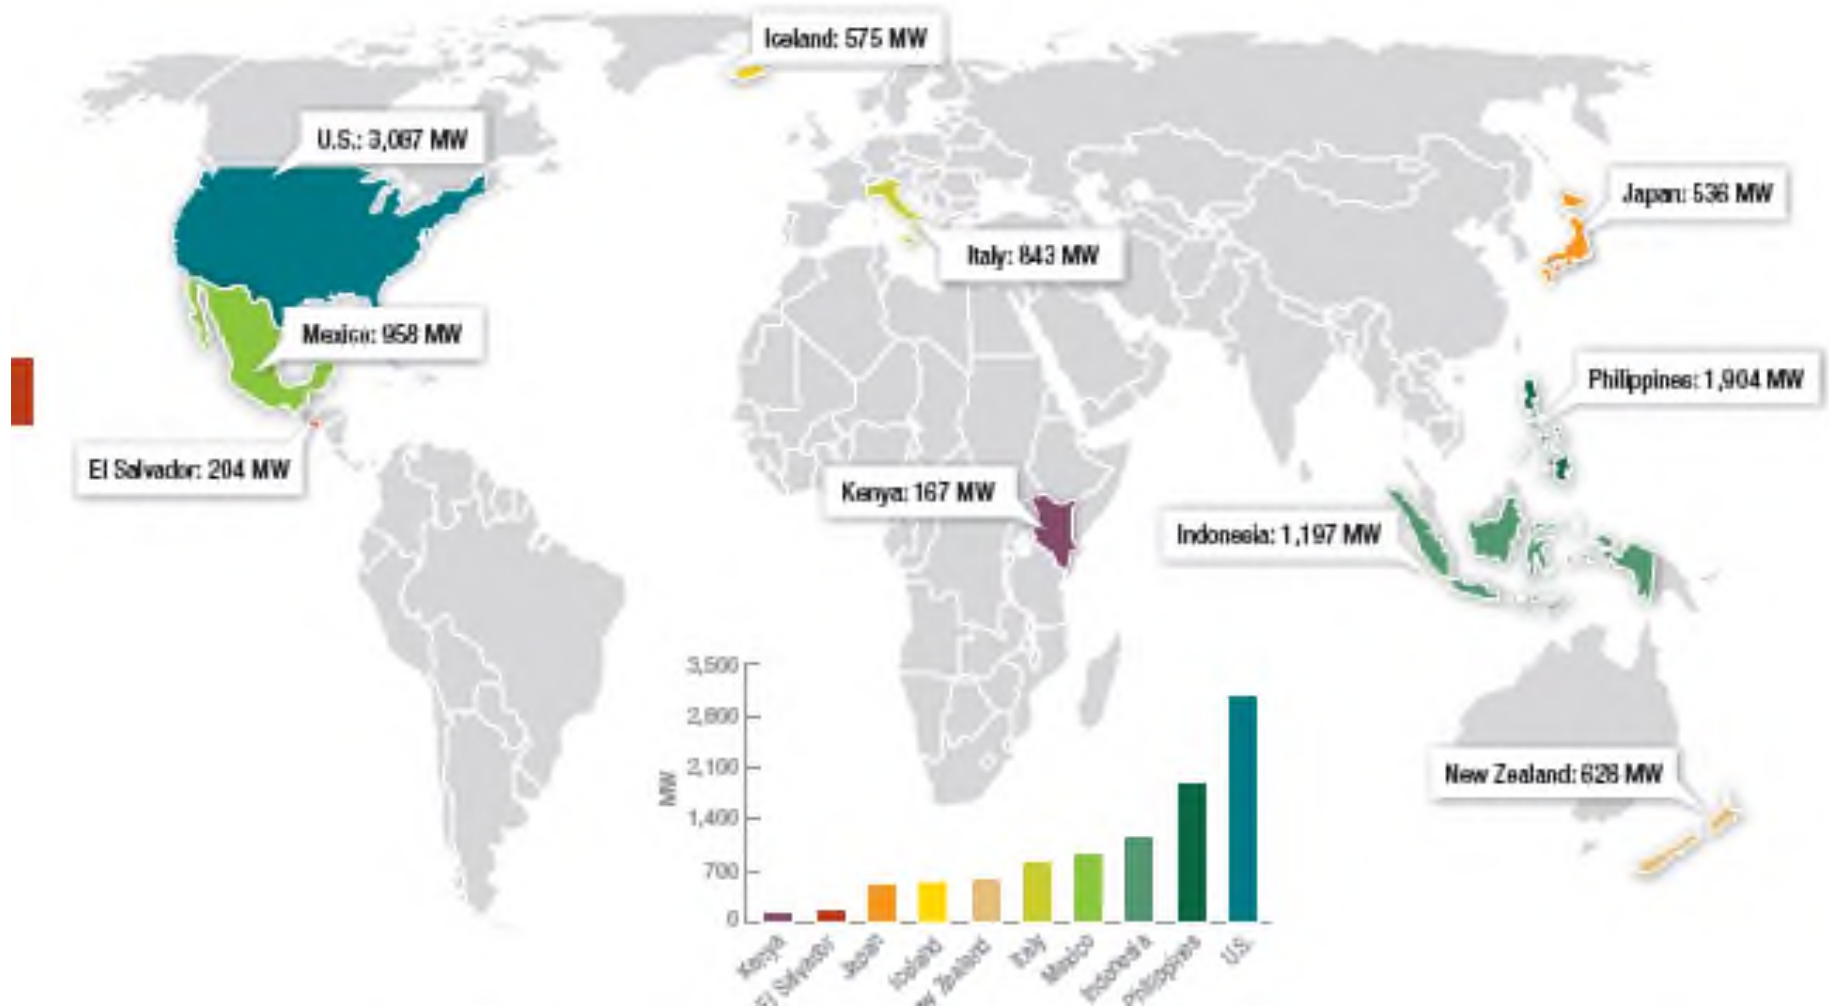 Iceland: 575 MW
U.S.: 3,087 MW
Japan: 536 MW
Italy: 843 MW
Mexico: 958 MW
Philippines: 1,904 MW
El Salvador: 204 MW
Kenya: 167 MW
Indonesia: 1,197 MW
New Zealand: 628 MW
3,500
2,800
2,100
1,400
700
0
MW
Kenya
El Salvador
Japan
Iceland
Zealand
Italy
Mexico
Indonesia
Philippines
U.S.